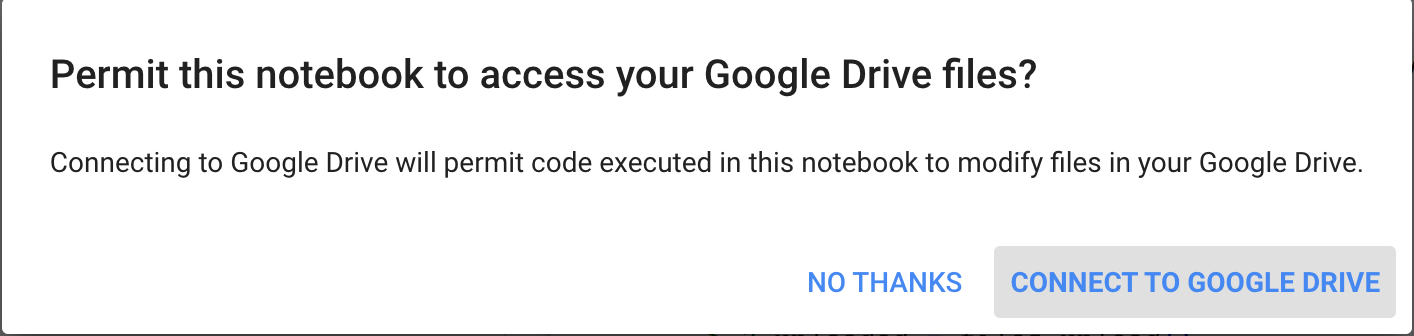 Permit this notebook to access your Google Drive files?
Connecting to Google Drive will permit code executed in this notebook to modify files in your Google Drive.
NO THANKS CONNECT TO GOOGLE DRIVE